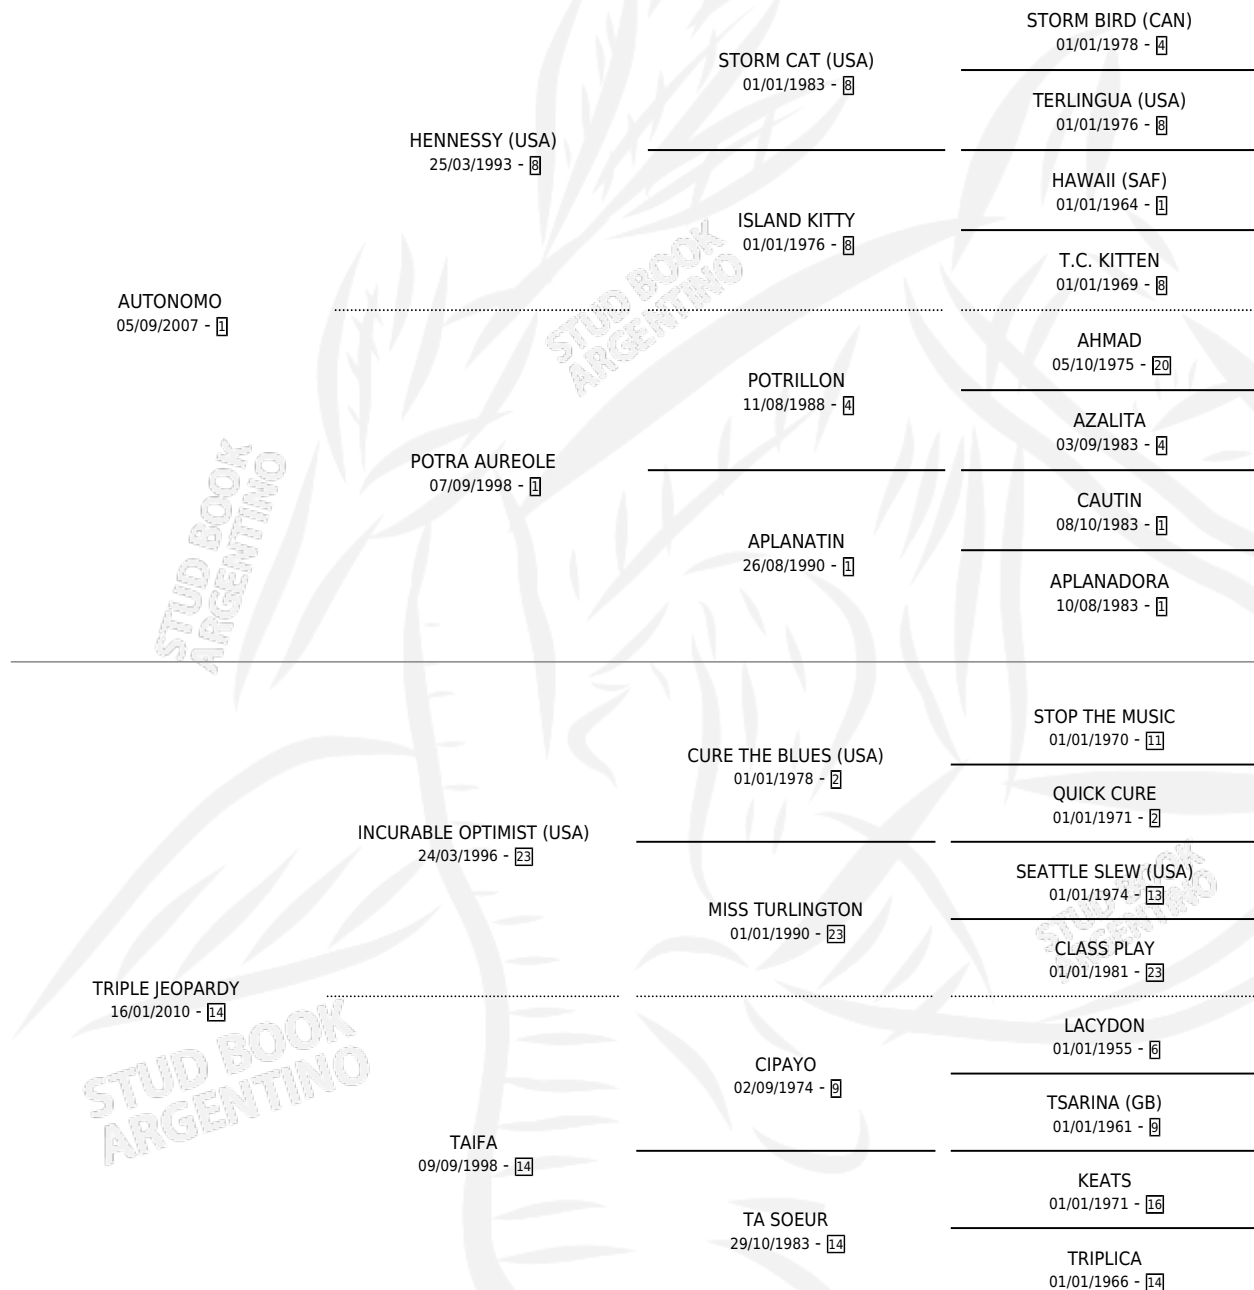 STORM BIRD (CAN)
01/01/1978 - 4
STORM CAT (USA)
01/01/1983 - 8
TERLINGUA (USA)
01/01/1976 - 8
HENNESSY (USA)
25/03/1993 - 8
HAWAII (SAF)
01/01/1964 - 1
ISLAND KITTY
01/01/1976 - 8
T.C. KITTEN
01/01/1969 - 8
AUTONOMO
05/09/2007 - 1
AHMAD
05/10/1975 - 20
POTRILLON
11/08/1988 - 4
AZALITA
03/09/1983 - 4
POTRA AUREOLE
07/09/1998 - 1
CAUTIN
08/10/1983 - 1
APLANATIN
26/08/1990 - 1
APLANADORA
10/08/1983 - 1
STUD BOOK
ARGENTINO
STUD BOOK
ARGENTINO
STOP THE MUSIC
01/01/1970 - 11
CURE THE BLUES (USA)
01/01/1978 - 2
QUICK CURE
01/01/1971 - 2
INCURABLE OPTIMIST (USA)
24/03/1996 - 23
SEATTLE SLEW (USA)
01/01/1974 - 13
MISS TURLINGTON
01/01/1990 - 23
CLASS PLAY
01/01/1981 - 23
STUD BOOK
ARGENTINO
TRIPLE JEOPARDY
16/01/2010 - 14
LACYDON
01/01/1955 - 6
CIPAYO
02/09/1974 - 9
TSARINA (GB)
01/01/1961 - 9
TAIFA
09/09/1998 - 14
KEATS
01/01/1971 - 16
TA SOEUR
29/10/1983 - 14
TRIPLICA
01/01/1966 - 14
STUD BOOK
ARGENTINO